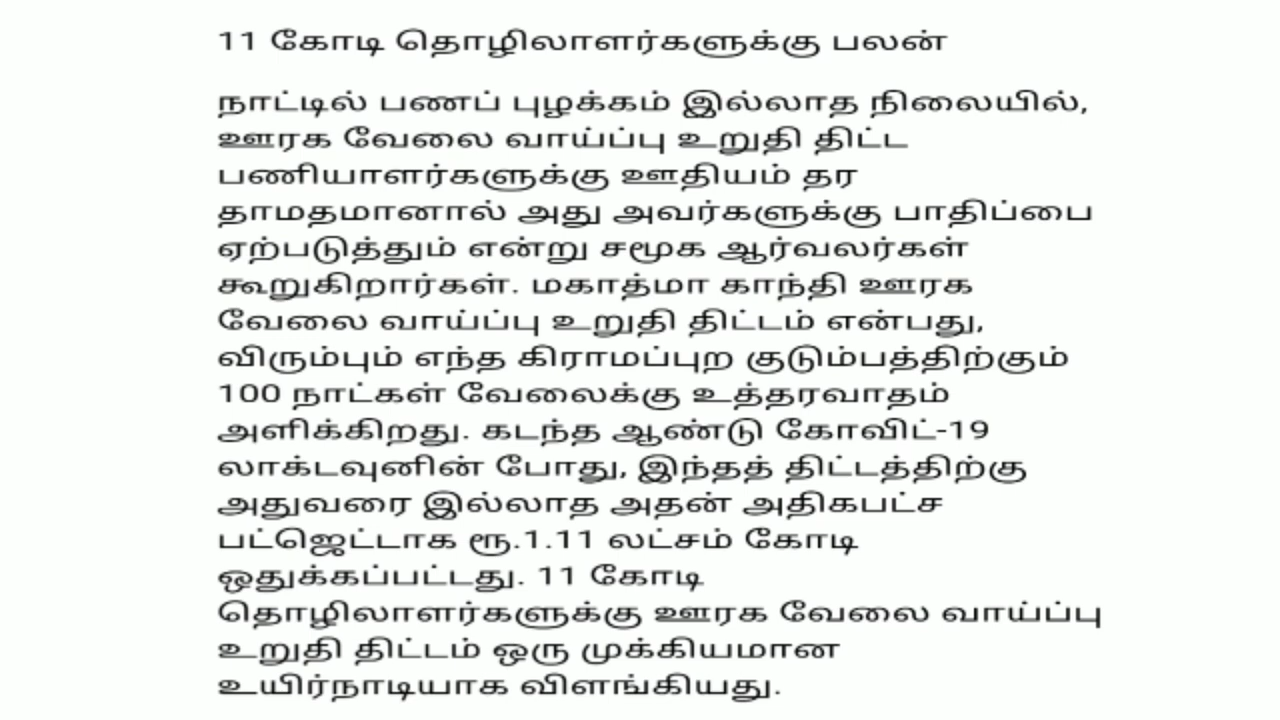 11 கோடி தொழிலாளர்களுக்கு பலன்
நாட்டில் பணப் புழக்கம் இல்லாத நிலையில்,
ஊரக வேலை வாய்ப்பு உறுதி திட்ட
பணியாளர்களுக்கு ஊதியம் தர
தாமதமானால் அது அவர்களுக்கு பாதிப்பை
ஏற்படுத்தும் என்று சமூக ஆர்வலர்கள்
கூறுகிறார்கள். மகாத்மா காந்தி ஊரக
வேலை வாய்ப்பு உறுதி திட்டம் என்பது,
விரும்பும் எந்த கிராமப்புற குடும்பத்திற்கும்
100 நாட்கள் வேலைக்கு உத்தரவாதம்
அளிக்கிறது. கடந்த ஆண்டு கோவிட்-19
லாக்டவுனின் போது, இந்தத் திட்டத்திற்கு
அதுவரை இல்லாத அதன் அதிகபட்ச
பட்ஜெட்டாக ரூ.1.11 லட்சம் கோடி
ஒதுக்கப்பட்டது. 11 கோடி
தொழிலாளர்களுக்கு ஊரக வேலை வாய்ப்பு
உறுதி திட்டம் ஒரு முக்கியமான
உயிர்நாடியாக விளங்கியது.